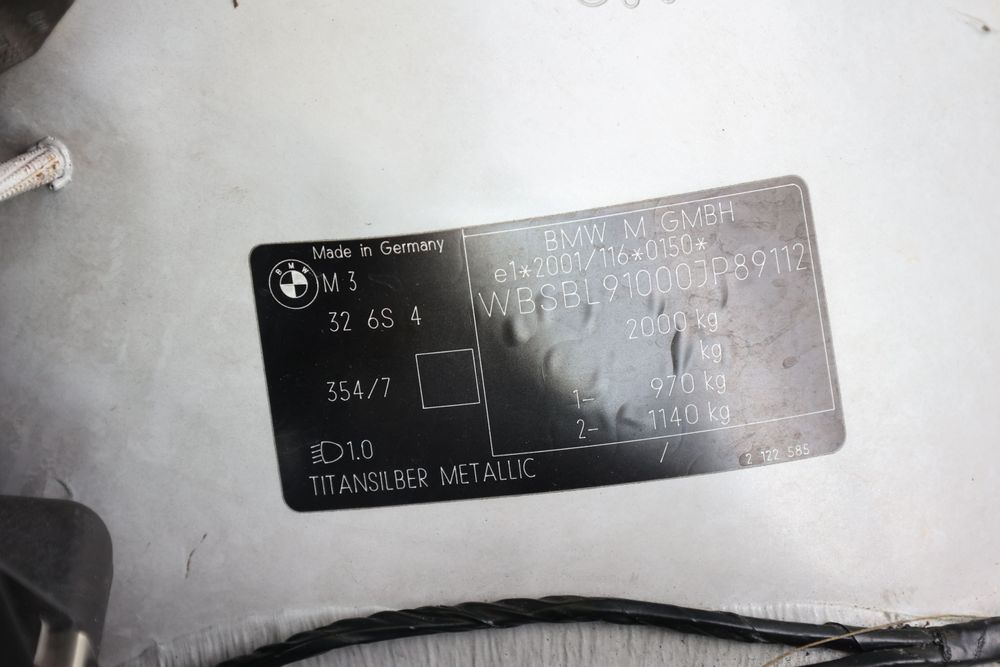 Made in Germany
BMW
M 3
32 6S 4
354/7
1.0
TITANSILBER METALLIC
BMW M GMBH
e1*2001/116*0150*
WBSBL91000JP89112
2000 kg
kg
1- 970 kg
2- 1140 kg
/
2 122 585